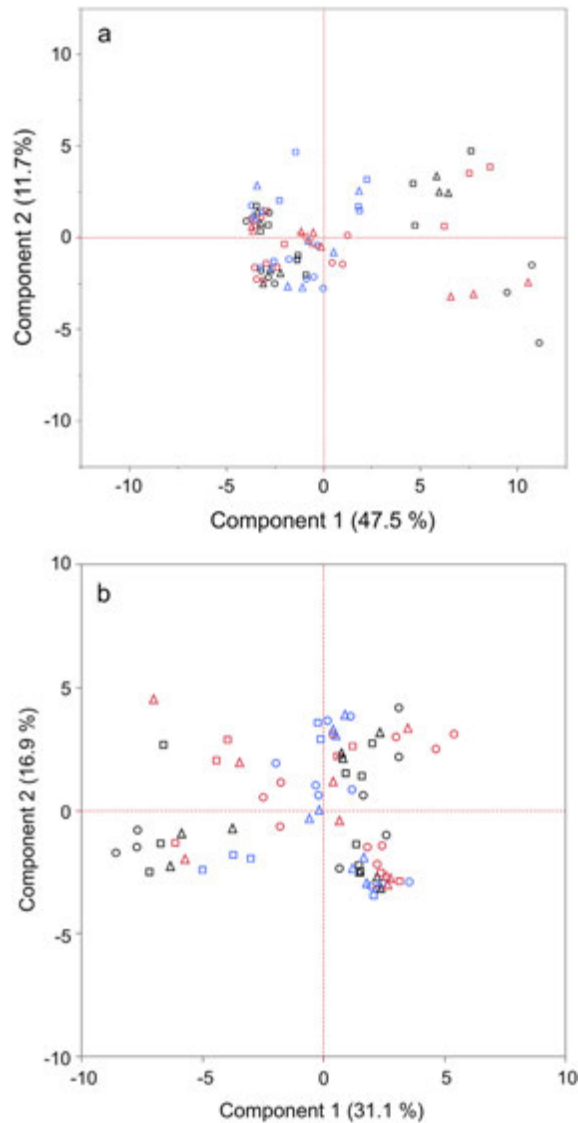 a
10
5
0
-5
-10
Component 2 (11.7%)
-10 -5 0 5 10
Component 1 (47.5 %)
b
10
5
0
-5
-10
Component 2 (16.9 %)
-10 -5 0 5 10
Component 1 (31.1 %)